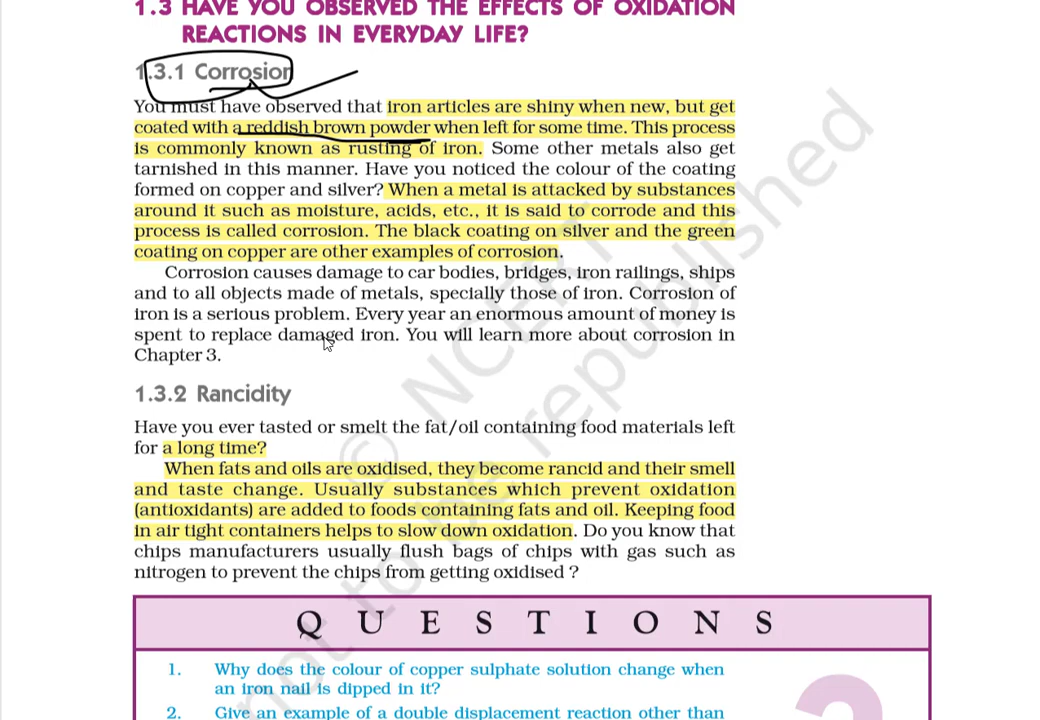 1.3 HAVE YOU OBSERVED THE EFFECTS OF OXIDATION
REACTIONS IN EVERYDAY LIFE?
1.3.1 Corrosion
You must have observed that iron articles are shiny when new, but get
coated with a reddish brown powder when left for some time. This process
is commonly known as rusting of iron. Some other metals also get
tarnished in this manner. Have you noticed the colour of the coating
formed on copper and silver? When a metal is attacked by substances
around it such as moisture, acids, etc., it is said to corrode and this
process is called corrosion. The black coating on silver and the green
coating on copper are other examples of corrosion.
Corrosion causes damage to car bodies, bridges, iron railings, ships
and to all objects made of metals, specially those of iron. Corrosion of
iron is a serious problem. Every year an enormous amount of money is
spent to replace damaged iron. You will learn more about corrosion in
Chapter 3.
1.3.2 Rancidity
Have you ever tasted or smelt the fat/oil containing food materials left
for a long time?
When fats and oils are oxidised, they become rancid and their smell
and taste change. Usually substances which prevent oxidation
(antioxidants) are added to foods containing fats and oil. Keeping food
in air tight containers helps to slow down oxidation. Do you know that
chips manufacturers usually flush bags of chips with gas such as
nitrogen to prevent the chips from getting oxidised ?
QUESTIONS
1. Why does the colour of copper sulphate solution change when
an iron nail is dipped in it?
2. Give an example of a double displacement reaction other than
© NCERT
not to be republished